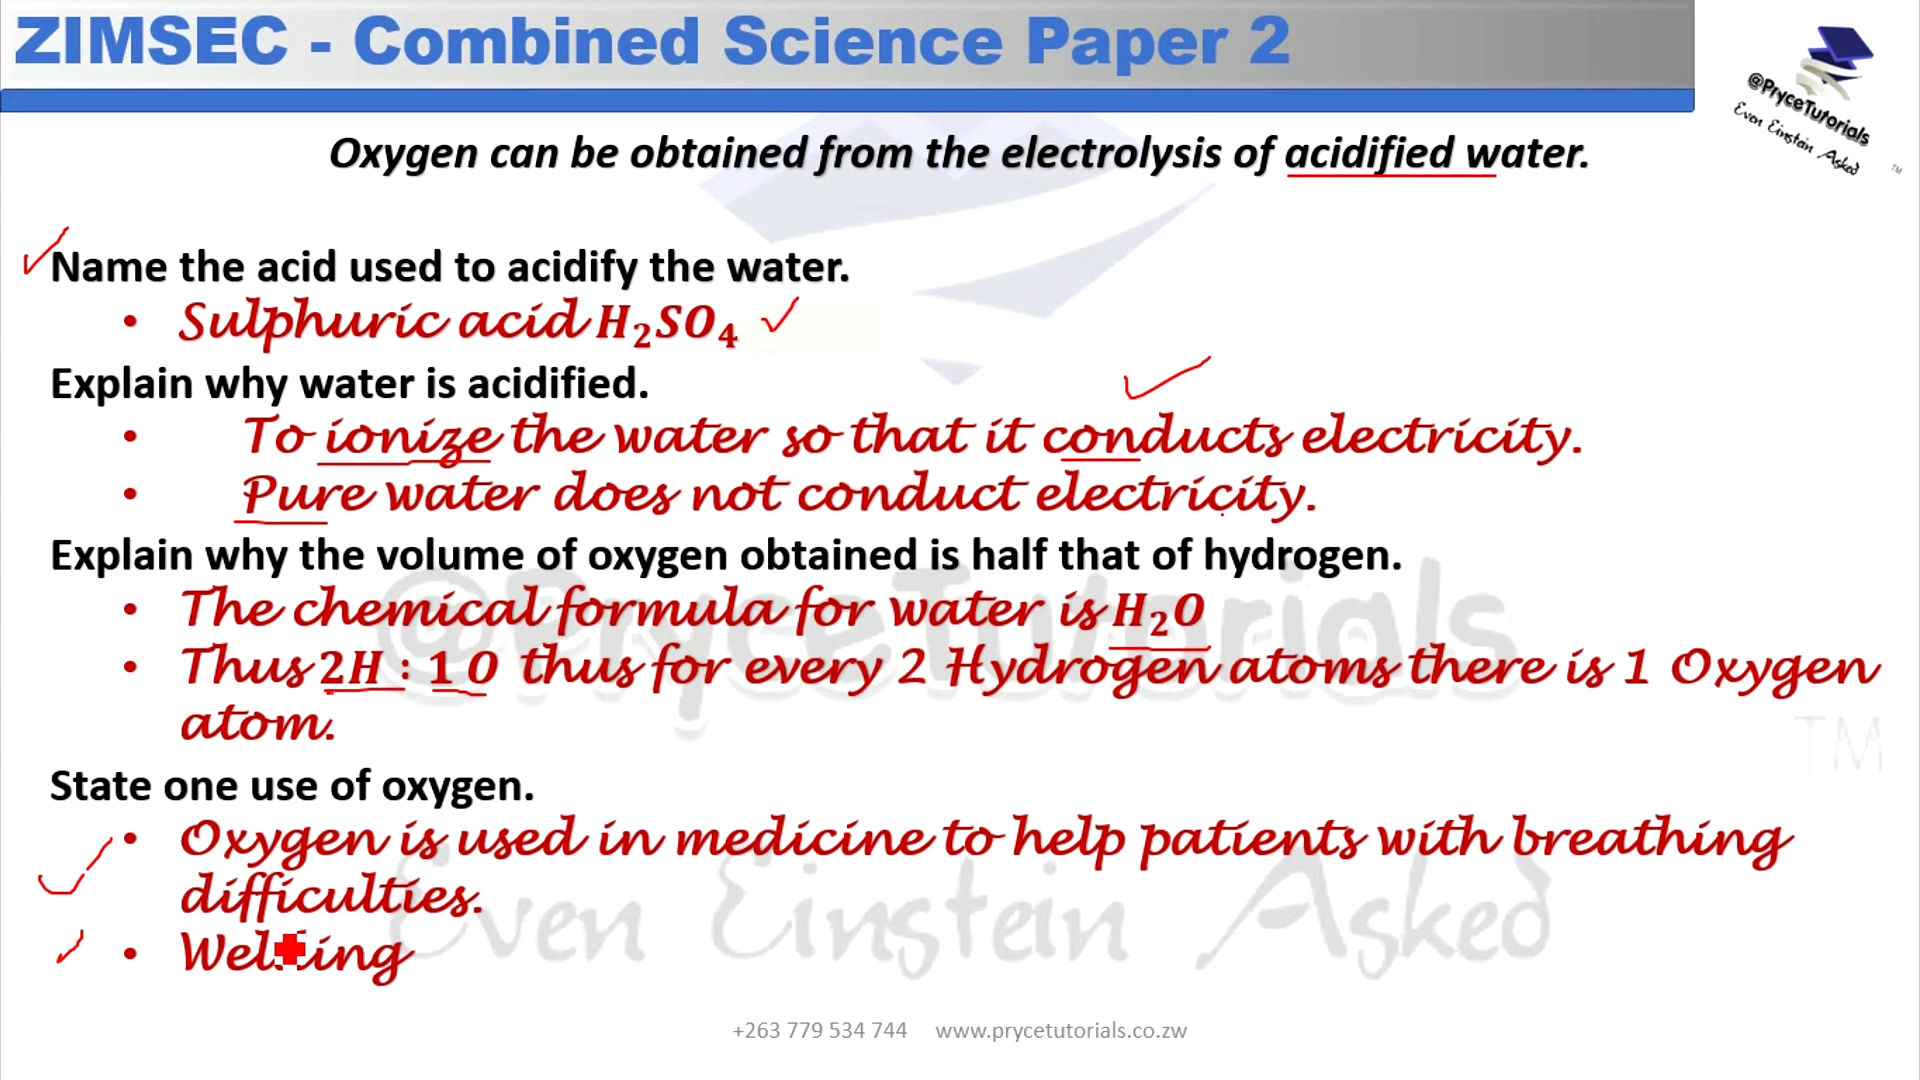 ZIMSEC - Combined Science Paper 2
@PryceTutorials
Even Einstein Asked
TM
Oxygen can be obtained from the electrolysis of acidified water.
Name the acid used to acidify the water.
• Sulphuric acid H₂SO₄
Explain why water is acidified.
• To ionize the water so that it conducts electricity.
• Pure water does not conduct electricity.
Explain why the volume of oxygen obtained is half that of hydrogen.
• The chemical formula for water is H₂O
• Thus 2H : 1 O thus for every 2 Hydrogen atoms there is 1 Oxygen
atom.
State one use of oxygen.
• Oxygen is used in medicine to help patients with breathing
difficulties.
• Welding
@PryceTutorials
TM
Even Einstein Asked
+263 779 534 744 www.prycetutorials.co.zw